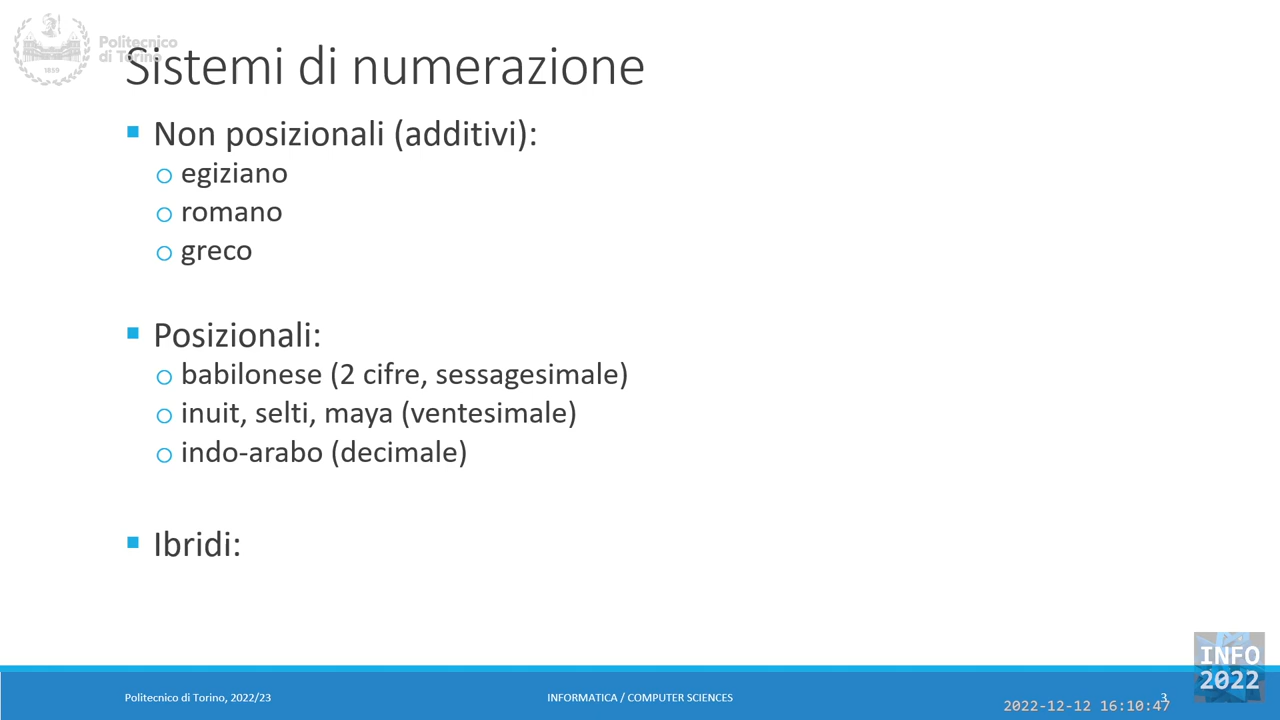 Politecnico
di Torino
1859
Sistemi di numerazione
Non posizionali (additivi):
egiziano
romano
greco
Posizionali:
babilonese (2 cifre, sessagesimale)
inuit, selti, maya (ventesimale)
indo-arabo (decimale)
Ibridi:
INFO
2022
Politecnico di Torino, 2022/23
INFORMATICA / COMPUTER SCIENCES
3
2022-12-12 16:10:47